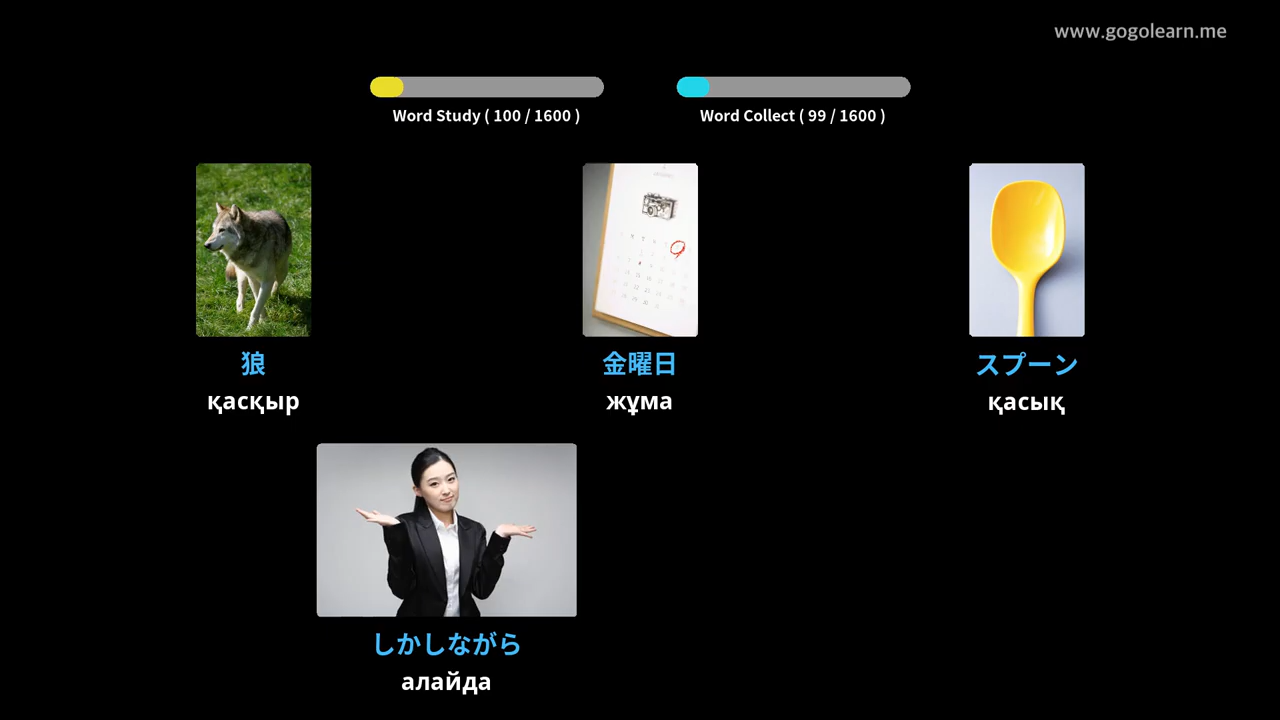 www.gogolearn.me
Word Study ( 100 / 1600 )
Word Collect ( 99 / 1600 )
狼
金曜日
スプーン
қасқыр
жұма
қасық
しかしながら
алайда